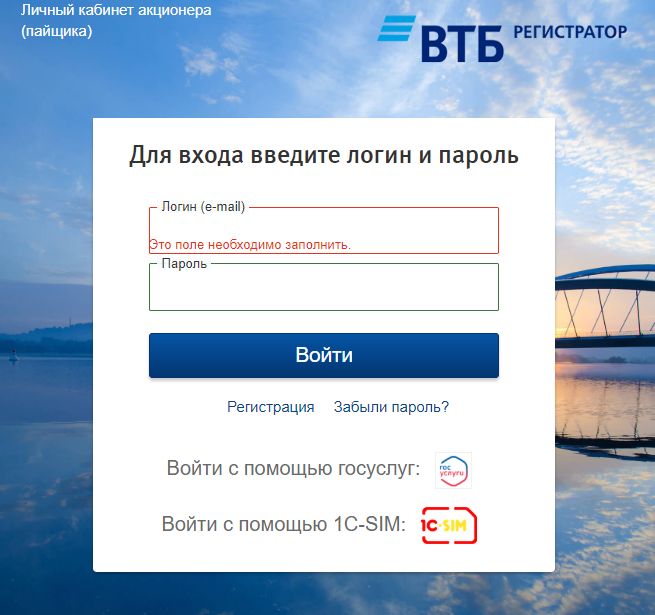 Личный кабинет акционера
(пайщика)
ВТБ РЕГИСТРАТОР
Для входа введите логин и пароль
Логин (e-mail)
Это поле необходимо заполнить.
Пароль
Войти
Регистрация Забыли пароль?
Войти с помощью госуслуг:
гос
услуги
Войти с помощью 1C-SIM:
1C-SIM